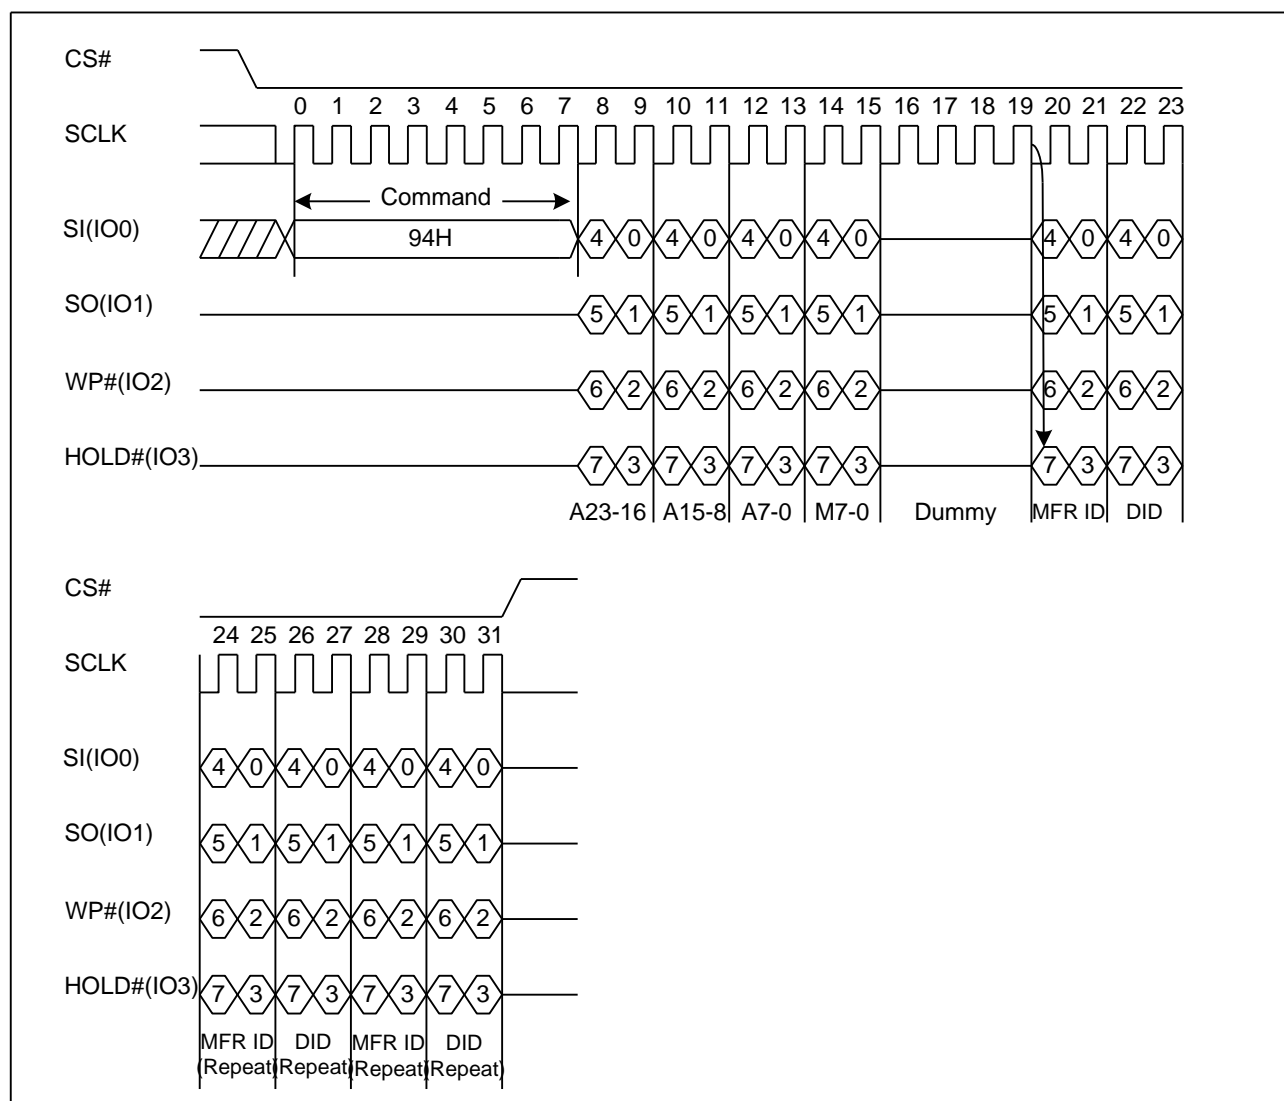 CS#
0 1 2 3 4 5 6 7 8 9 10 11 12 13 14 15 16 17 18 19 20 21 22 23
SCLK
Command
SI(IO0) 94H 4 0 4 0 4 0 4 0 4 0 4 0
SO(IO1) 5 1 5 1 5 1 5 1 5 1 5 1
WP#(IO2) 6 2 6 2 6 2 6 2 6 2 6 2
HOLD#(IO3) 7 3 7 3 7 3 7 3 7 3 7 3
A23-16 A15-8 A7-0 M7-0 Dummy MFR ID DID
CS#
24 25 26 27 28 29 30 31
SCLK
SI(IO0) 4 0 4 0 4 0 4 0
SO(IO1) 5 1 5 1 5 1 5 1
WP#(IO2) 6 2 6 2 6 2 6 2
HOLD#(IO3) 7 3 7 3 7 3 7 3
MFR ID DID MFR ID DID
(Repeat) (Repeat) (Repeat) (Repeat)